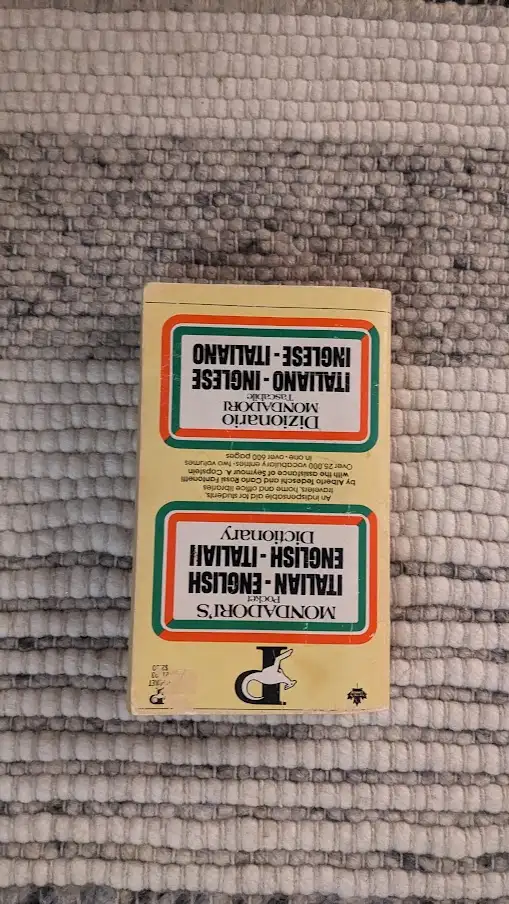 P
MONDADORI'S
Pocket
ITALIAN - ENGLISH
ENGLISH - ITALIAN
Dictionary
An indispensable aid for students,
travelers, home and office libraries
by Alberto Tedeschi and Carlo Rossi Fantonetti
with the assistance of Seymour A. Copstein
Over 25,000 vocabulary entries - two volumes
in one - over 600 pages
Dizionario
MONDADORI
Tascabile
ITALIANO - INGLESE
INGLESE - ITALIANO